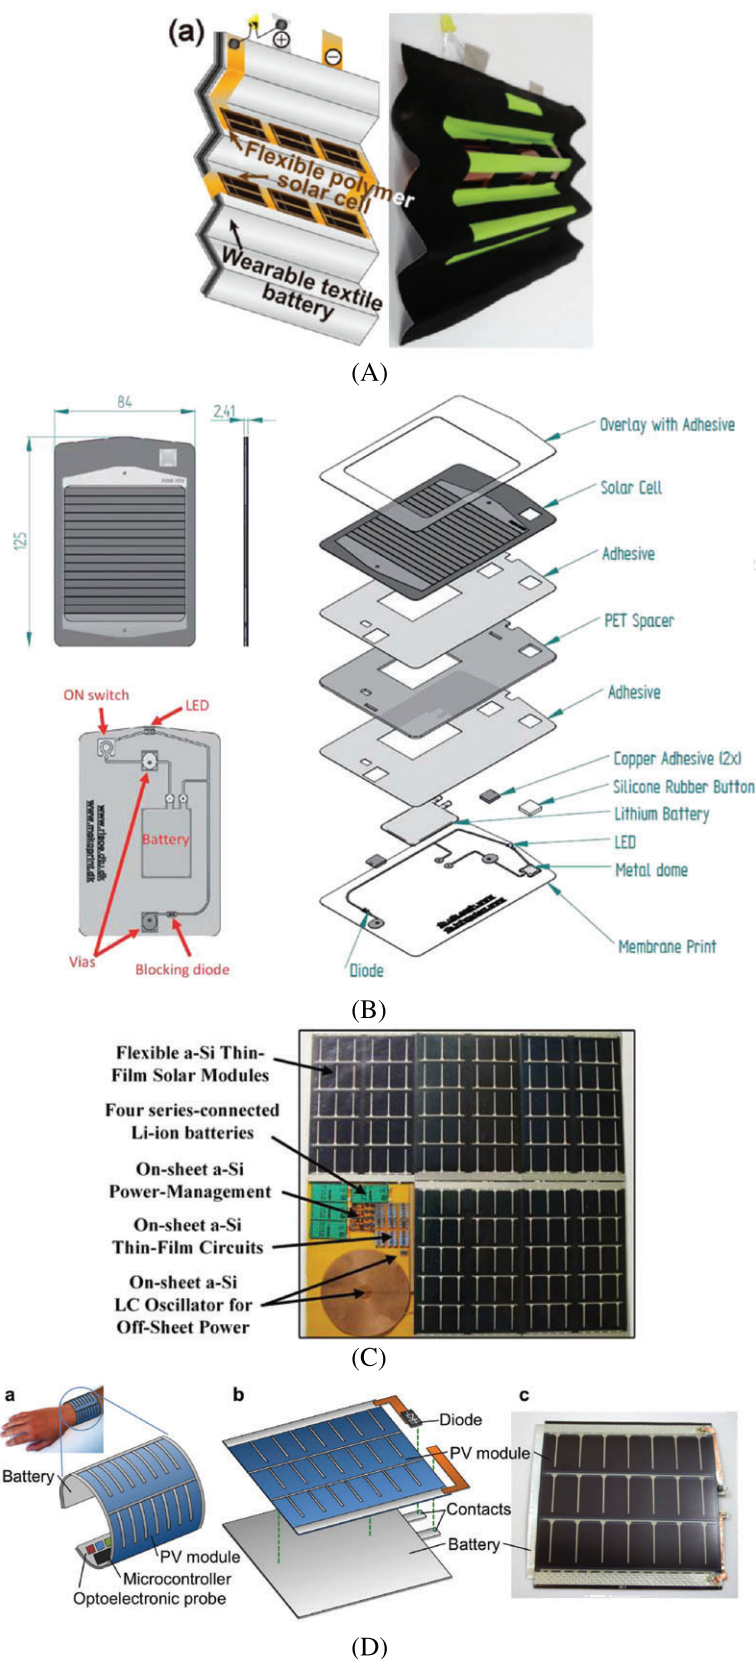 (a)
+
−
Flexible polymer
solar cell
Wearable textile
battery
(A)
84
2,41
125
Overlay with Adhesive
Solar Cell
Adhesive
PET Spacer
Adhesive
Copper Adhesive (2x)
Silicone Rubber Button
Lithium Battery
LED
Metal dome
Membrane Print
Diode
ON switch
LED
Battery
www.mekoprint.dk
Vias
Blocking diode
(B)
Flexible a-Si Thin-
Film Solar Modules
Four series-connected
Li-ion batteries
On-sheet a-Si
Power-Management
On-sheet a-Si
Thin-Film Circuits
On-sheet a-Si
LC Oscillator for
Off-Sheet Power
(C)
a
Battery
PV module
Microcontroller
Optoelectronic probe
b
Diode
PV module
Contacts
Battery
c
(D)